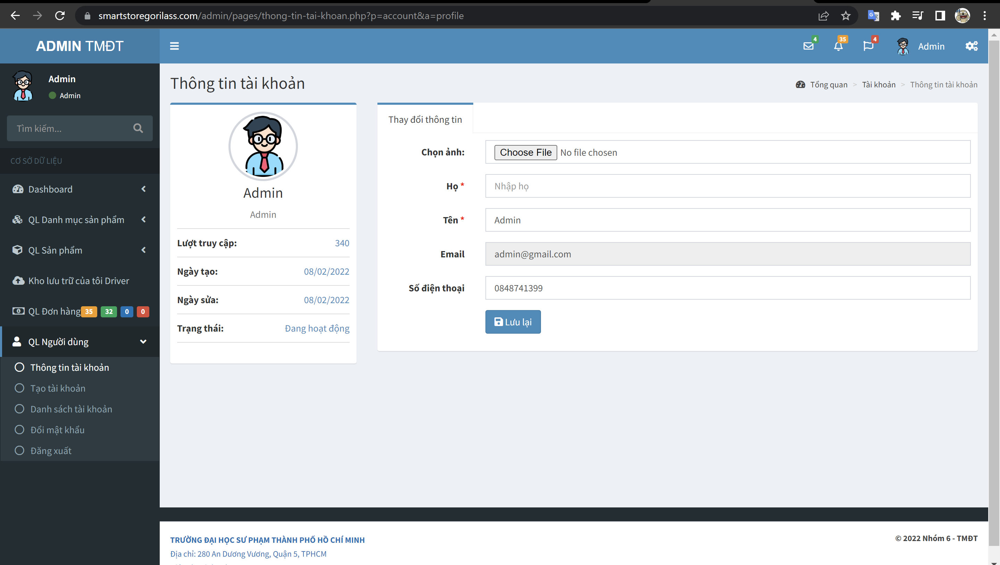 smartstoregorilass.com/admin/pages/thong-tin-tai-khoan.php?p=account&a=profile
ADMIN TMĐT
4
35
4
Admin
Admin
Admin
Tìm kiếm...
CƠ SỞ DỮ LIỆU
Dashboard
QL Danh mục sản phẩm
QL Sản phẩm
Kho lưu trữ của tôi Driver
QL Đơn hàng 35 32 0 0
QL Người dùng
Thông tin tài khoản
Tạo tài khoản
Danh sách tài khoản
Đổi mật khẩu
Đăng xuất
Thông tin tài khoản
Tổng quan > Tài khoản > Thông tin tài khoản
Admin
Admin
Lượt truy cập: 340
Ngày tạo: 08/02/2022
Ngày sửa: 08/02/2022
Trạng thái: Đang hoạt động
Thay đổi thông tin
Chọn ảnh: Choose File No file chosen
Họ * Nhập họ
Tên * Admin
Email admin@gmail.com
Số điện thoại 0848741399
Lưu lại
TRƯỜNG ĐẠI HỌC SƯ PHẠM THÀNH PHỐ HỒ CHÍ MINH
Địa chỉ: 280 An Dương Vương, Quận 5, TPHCM
© 2022 Nhóm 6 - TMĐT